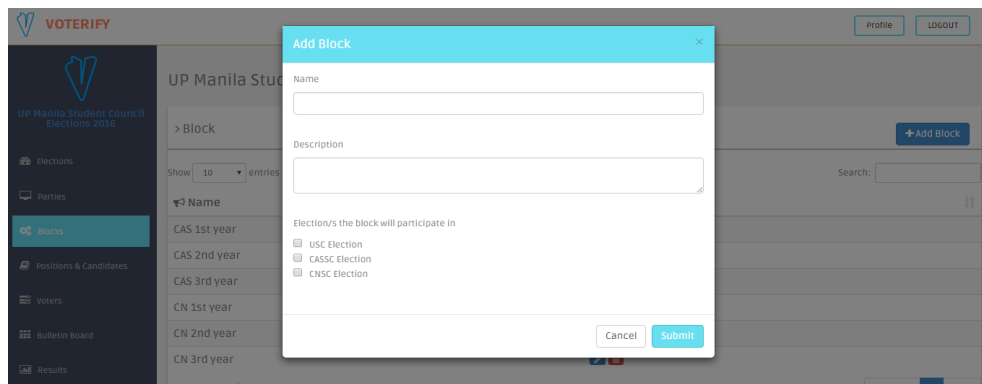 VOTERIFY
Profile
LOGOUT
UP Manila Student Council
Elections 2016
Elections
Parties
Blocks
Positions & Candidates
Voters
Bulletin Board
Results
UP Manila Stud
> Block
+Add Block
Show 10 entries
Search:
Name
CAS 1st year
CAS 2nd year
CAS 3rd year
CN 1st year
CN 2nd year
CN 3rd year
Add Block
×
Name
Description
Election/s the block will participate in
USC Election
CASSC Election
CNSC Election
Cancel
Submit